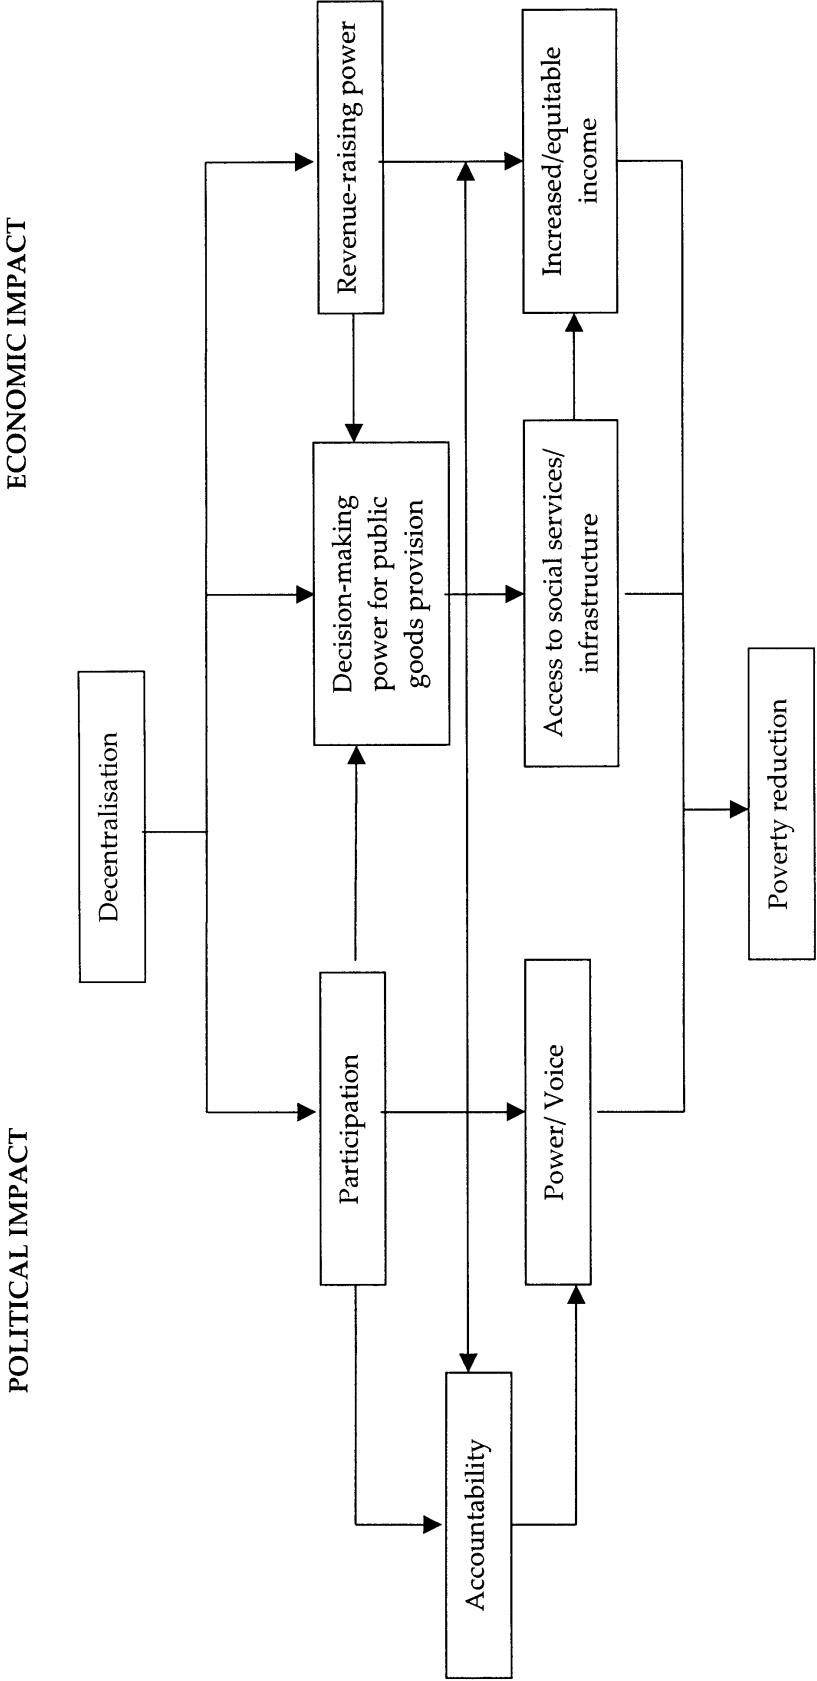 POLITICAL IMPACT
ECONOMIC IMPACT
Decentralisation
Participation
Decision-making
power for public
goods provision
Revenue-raising power
Accountability
Power/ Voice
Access to social services/
infrastructure
Increased/equitable
income
Poverty reduction